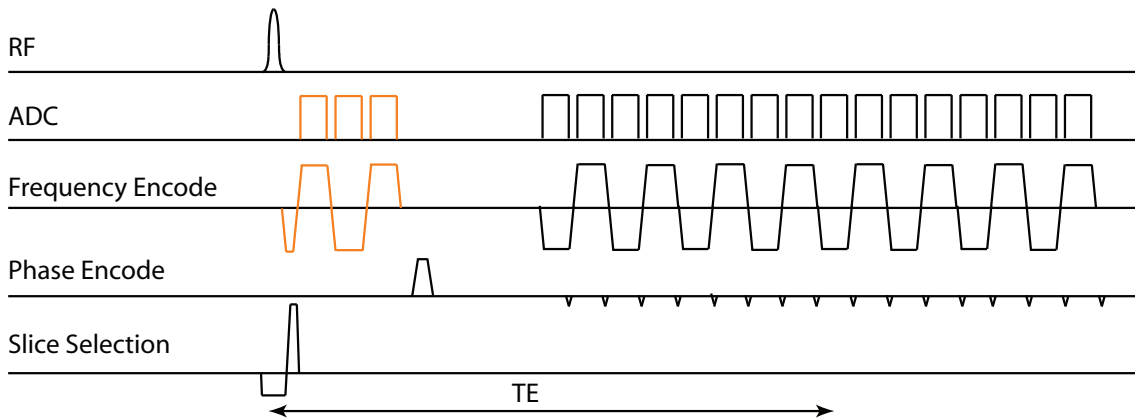 RF
ADC
Frequency Encode
Phase Encode
Slice Selection
TE